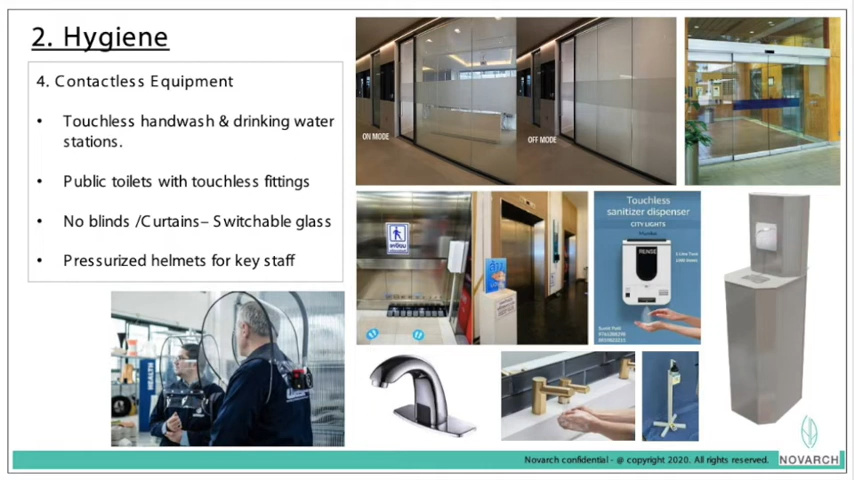 2. Hygiene
4. Contactless Equipment
• Touchless handwash & drinking water
stations.
• Public toilets with touchless fittings
• No blinds /Curtains– Switchable glass
• Pressurized helmets for key staff
ON MODE
OFF MODE
Touchless
sanitizer dispenser
CITY LIGHTS
RENSE
HEALTH
Novarch confidential - @ copyright 2020. All rights reserved.
NOVARCH